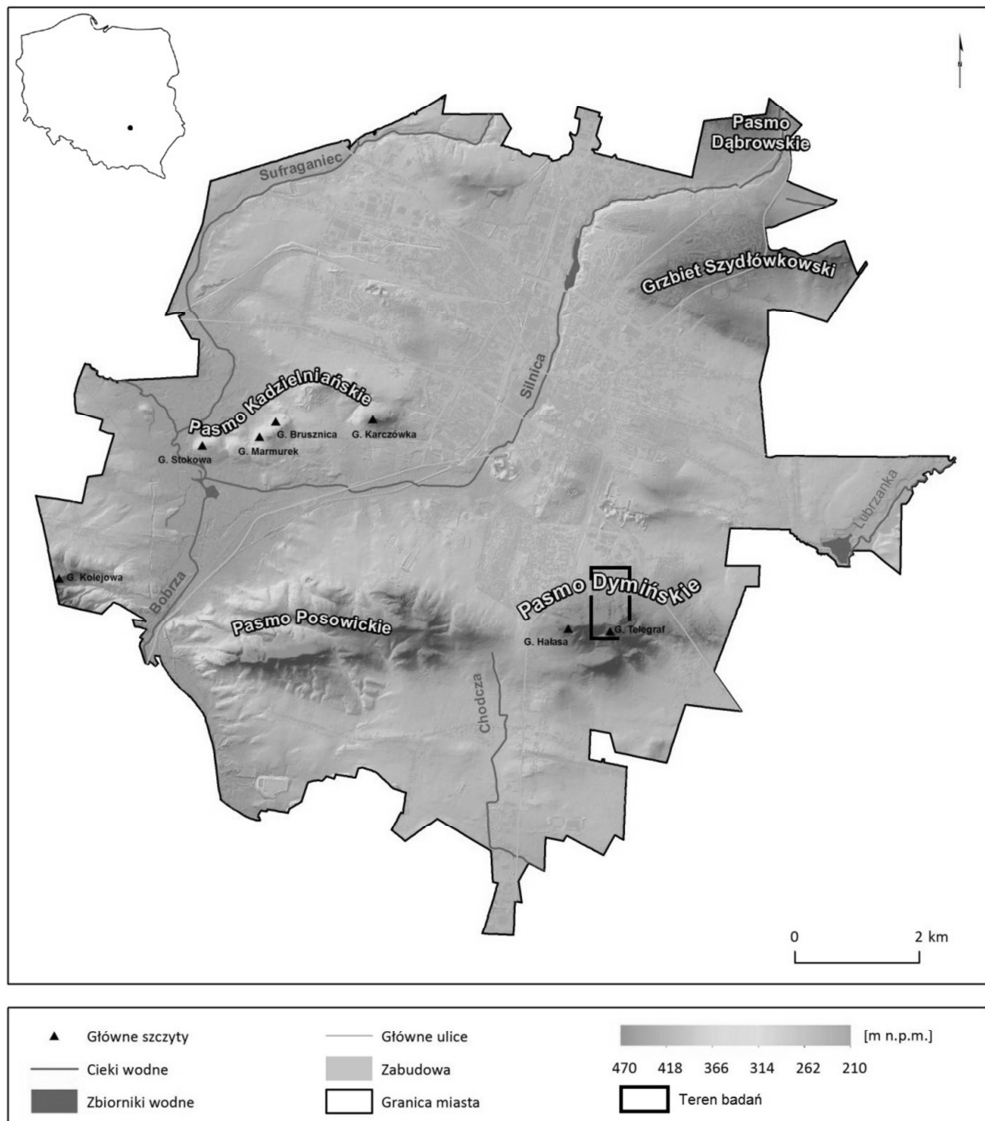 N
Pasmo
Dąbrowskie
Sufraganiec
Grzbiet Szydłówkowski
Silnica
Pasmo Kadzielniańskie
G. Brusznica
G. Karczówka
G. Marmurek
G. Stokowa
Lubrzanka
G. Kolejowa
Bobrza
Pasmo Dymińskie
Pasmo Posowickie
G. Hałasa
G. Telegraf
Chodcza
0 2 km
Główne szczyty
Cieki wodne
Zbiorniki wodne
Główne ulice
Zabudowa
Granica miasta
[m n.p.m.]
470 418 366 314 262 210
Teren badań